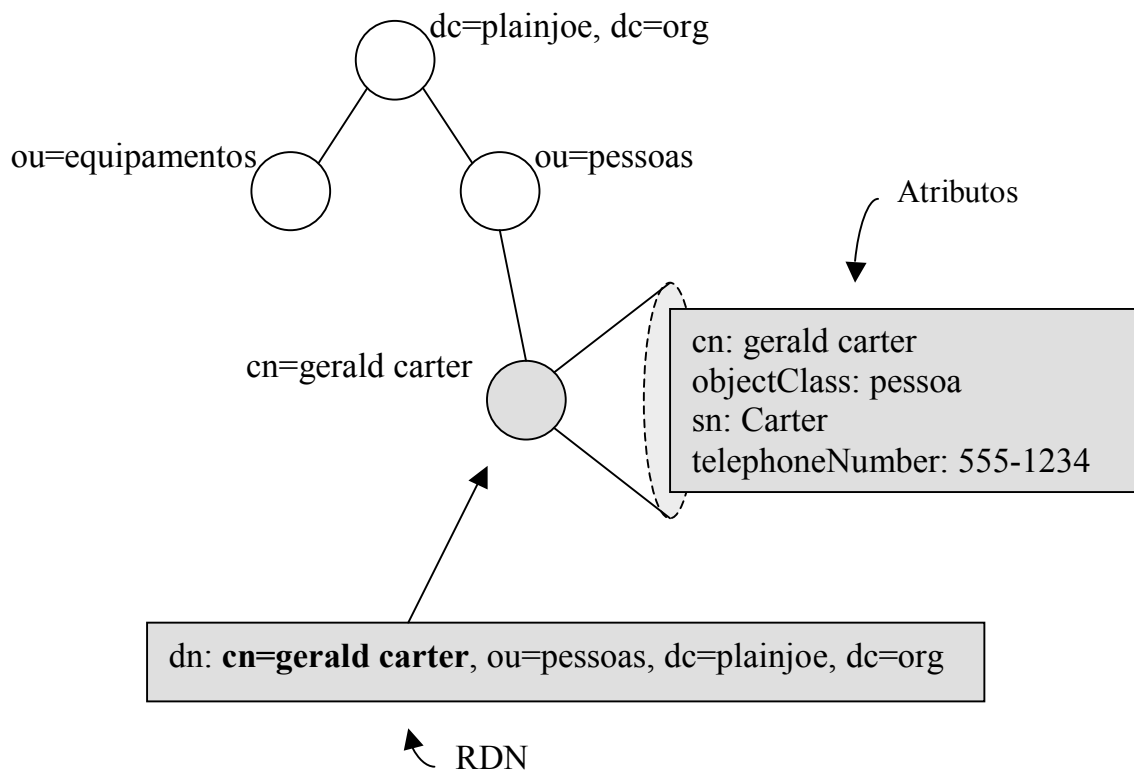 dc=plainjoe, dc=org
ou=equipamentos
ou=pessoas
Atributos
cn: gerald carter
objectClass: pessoa
sn: Carter
telephoneNumber: 555-1234
cn=gerald carter
dn: cn=gerald carter, ou=pessoas, dc=plainjoe, dc=org
RDN